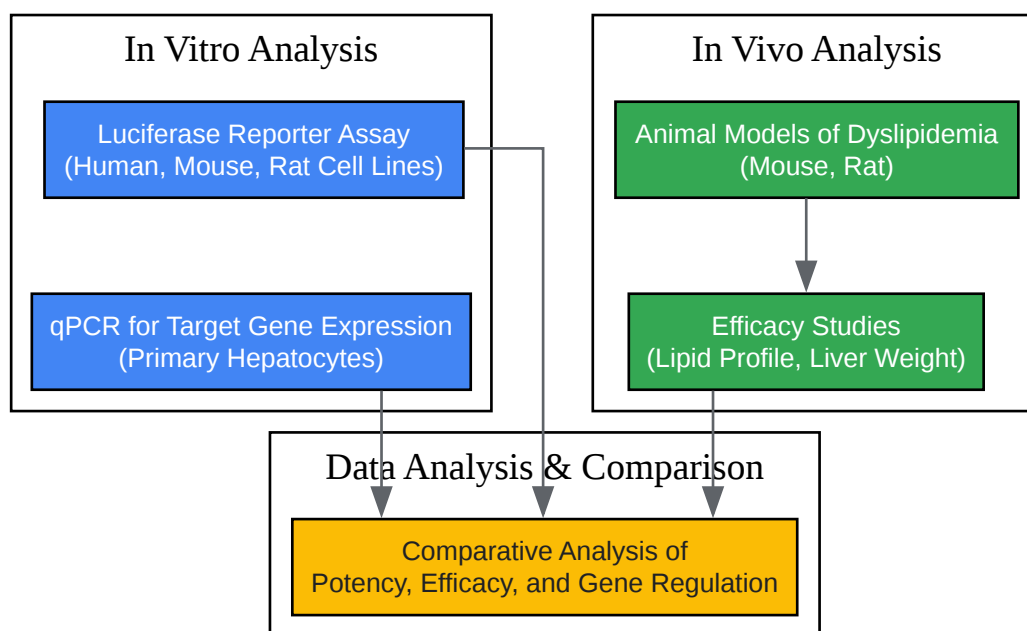 In Vitro Analysis
Luciferase Reporter Assay
(Human, Mouse, Rat Cell Lines)
qPCR for Target Gene Expression
(Primary Hepatocytes)
In Vivo Analysis
Animal Models of Dyslipidemia
(Mouse, Rat)
Efficacy Studies
(Lipid Profile, Liver Weight)
Data Analysis & Comparison
Comparative Analysis of
Potency, Efficacy, and Gene Regulation